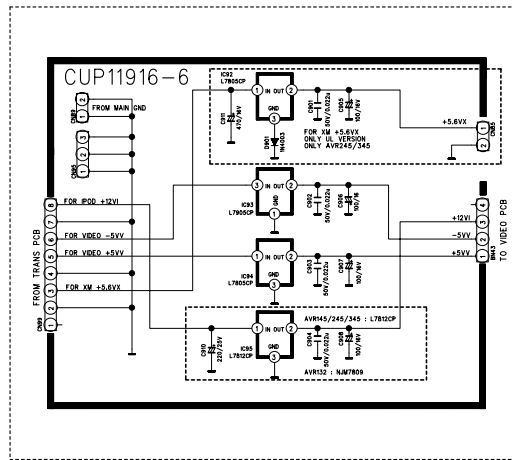 CUP11916-6
IC92
L7805CP
1 IN OUT 2
GND
3
C911
470/16V
D901
1N4003
C901
50V/0.022u
C905
100/16V
+5.6VX
FOR XM +5.6VX
ONLY UL VERSION
ONLY AVR245/345
1
2
CN85
2
1
CN89
FROM MAIN GND
3
2
1
CN95
IC93
L7905CP
3 IN OUT 2
GND
1
C902
50V/0.022u
C906
100/16
FROM TRANS PCB
8 FOR IPOD +12VI
7
6 FOR VIDEO -5VV
5 FOR VIDEO +5VV
4
3 FOR XM +5.6VX
2
1
CN99
4
+12VI 3
-5VV 2
+5VV 1
BN43
TO VIDEO PCB
IC94
L7805CP
1 IN OUT 2
GND
3
C903
50V/0.022u
C907
100/16V
AVR145/245/345 : L7812CP
IC95
L7812CP
1 IN OUT 2
GND
3
C910
220/25V
C904
50V/0.022u
C908
100/16V
AVR132 : NJM7809